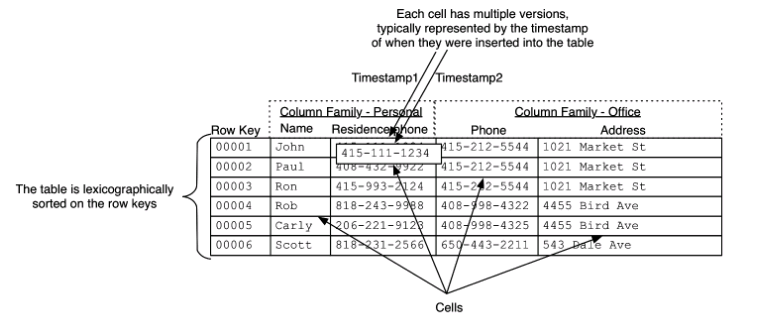 Each cell has multiple versions,
typically represented by the timestamp
of when they were inserted into the table
Timestamp1 Timestamp2
Column Family - Personal Column Family - Office
Row Key Name Residencephone Phone Address
00001 John 415-111-1234 415-212-5544 1021 Market St
00002 Paul 408-432-9922 415-212-5544 1021 Market St
00003 Ron 415-993-2124 415-212-5544 1021 Market St
The table is lexicographically
sorted on the row keys
00004 Rob 818-243-9988 408-998-4322 4455 Bird Ave
00005 Carly 206-221-9123 408-998-4325 4455 Bird Ave
00006 Scott 818-231-2566 650-443-2211 543 Dale Ave
Cells